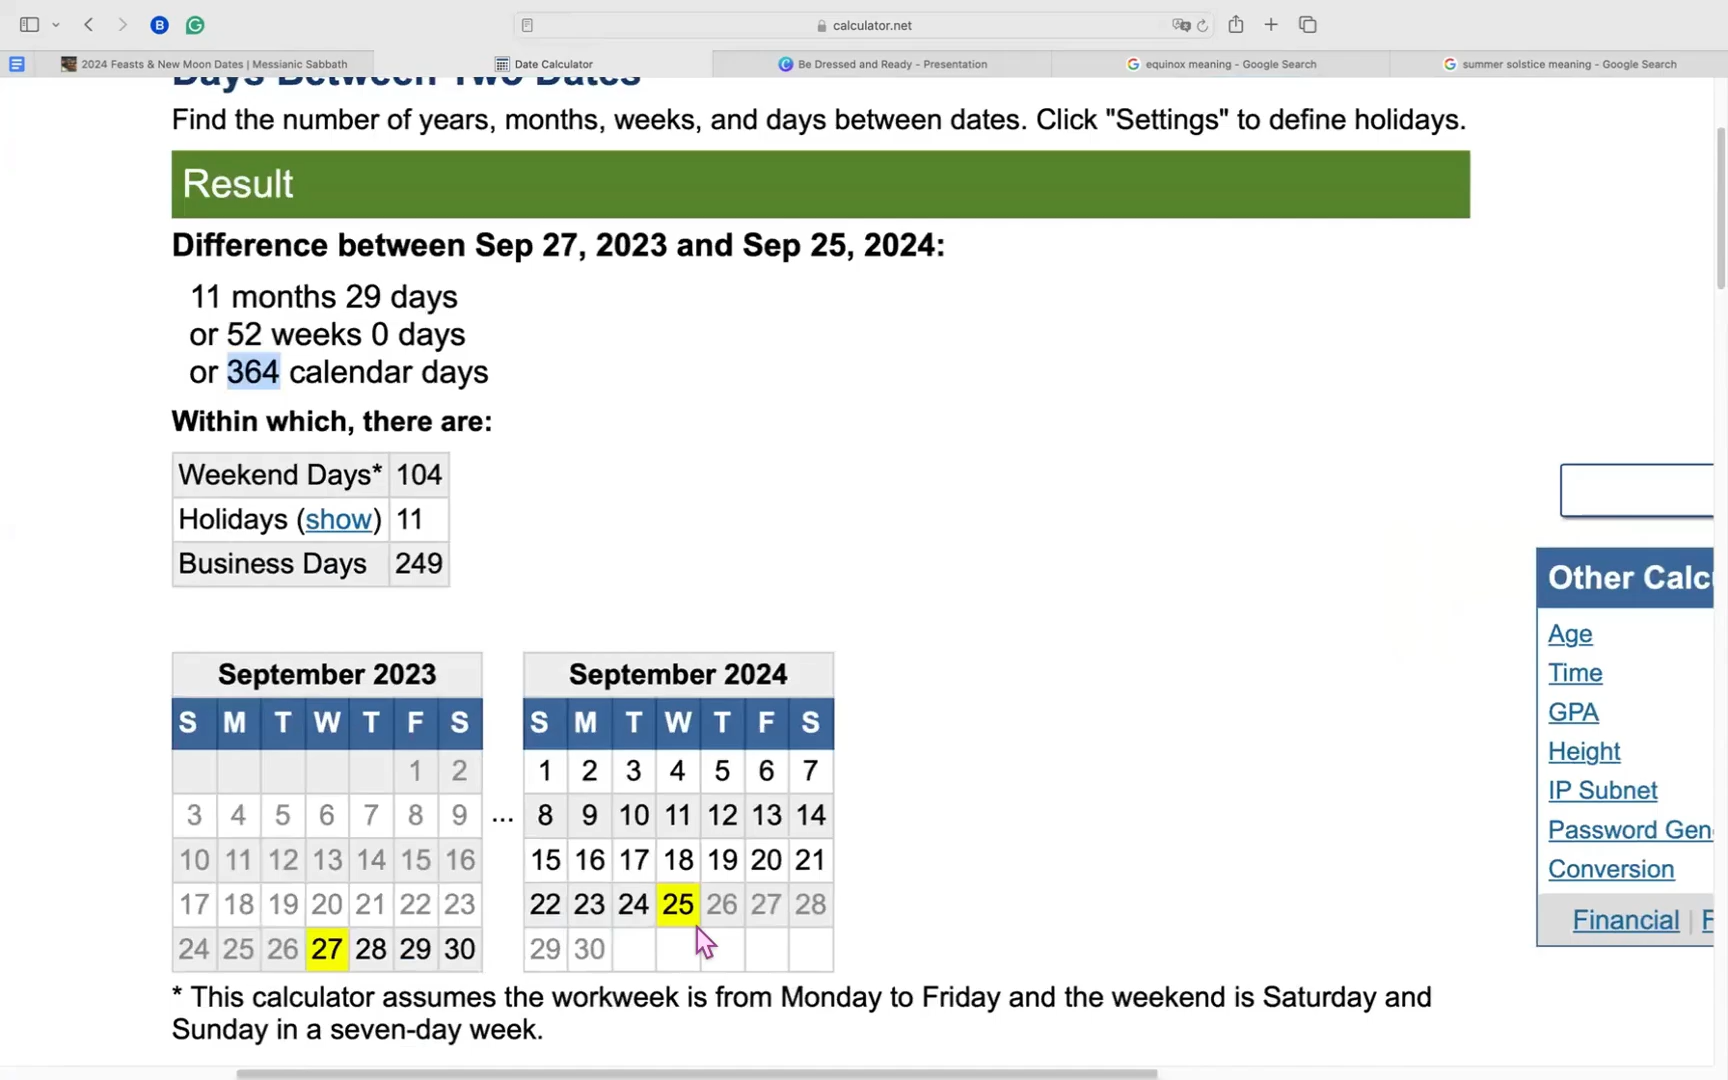 calculator.net
2024 Feasts & New Moon Dates | Messianic Sabbath
Date Calculator
Be Dressed and Ready - Presentation
equinox meaning - Google Search
summer solstice meaning - Google Search
Days Between Two Dates
Find the number of years, months, weeks, and days between dates. Click "Settings" to define holidays.
Result
Difference between Sep 27, 2023 and Sep 25, 2024:
11 months 29 days
or 52 weeks 0 days
or 364 calendar days
Within which, there are:
Weekend Days* 104
Holidays (show) 11
Business Days 249
September 2023
S M T W T F S
1 2
3 4 5 6 7 8 9
10 11 12 13 14 15 16
17 18 19 20 21 22 23
24 25 26 27 28 29 30
...
September 2024
S M T W T F S
1 2 3 4 5 6 7
8 9 10 11 12 13 14
15 16 17 18 19 20 21
22 23 24 25 26 27 28
29 30
* This calculator assumes the workweek is from Monday to Friday and the weekend is Saturday and
Sunday in a seven-day week.
Other Calc
Age
Time
GPA
Height
IP Subnet
Password Gen
Conversion
Financial | F